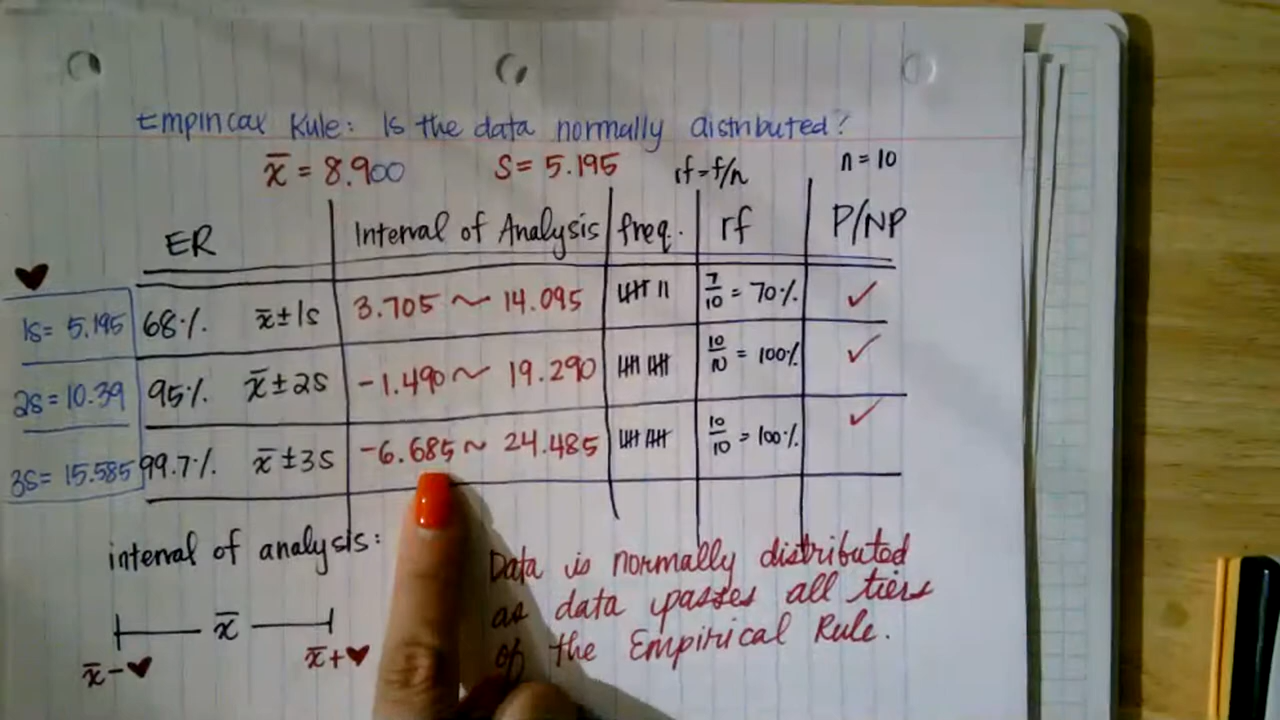 Empirical Rule: Is the data normally distributed?
x̄ = 8.900 S = 5.195 rf = f/n n = 10
ER Interval of Analysis freq. rf P/NP
♥
1s = 5.195 68% x̄ ± 1s 3.705 ~ 14.095 𝍸 || 7/10 = 70% ✓
2s = 10.39 95% x̄ ± 2s -1.490 ~ 19.290 𝍸 𝍸 10/10 = 100% ✓
3s = 15.585 99.7% x̄ ± 3s -6.685 ~ 24.485 𝍸 𝍸 10/10 = 100% ✓
interval of analysis:
x̄
x̄ - ♥ x̄ + ♥
Data is normally distributed
as data passes all tiers
of the Empirical Rule.